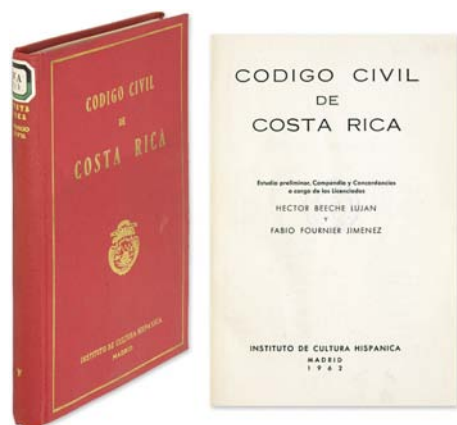 CODIGO CIVIL
DE
COSTA RICA
INSTITUTO DE CULTURA HISPANICA
MADRID
CODIGO CIVIL
DE
COSTA RICA
Estudio preliminar, Compendio y Concordancias
a cargo de los Licenciados
HECTOR BEECHE LUJAN
Y
FABIO FOURNIER JIMENEZ
INSTITUTO DE CULTURA HISPANICA
MADRID
1962